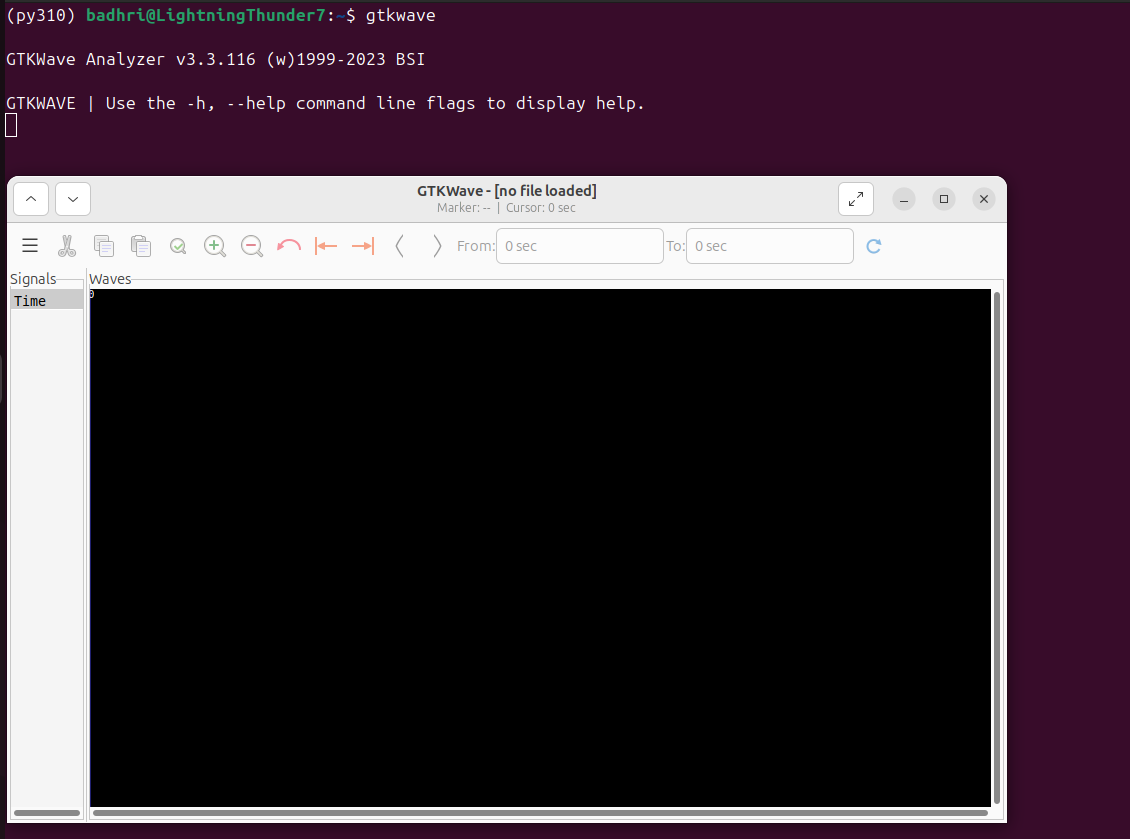 (py310) badhri@LightningThunder7:~$ gtkwave
GTKWave Analyzer v3.3.116 (w)1999-2023 BSI
GTKWAVE | Use the -h, --help command line flags to display help.
GTKWave - [no file loaded]
Marker: -- | Cursor: 0 sec
From: 0 sec To: 0 sec
Signals Waves
Time 0